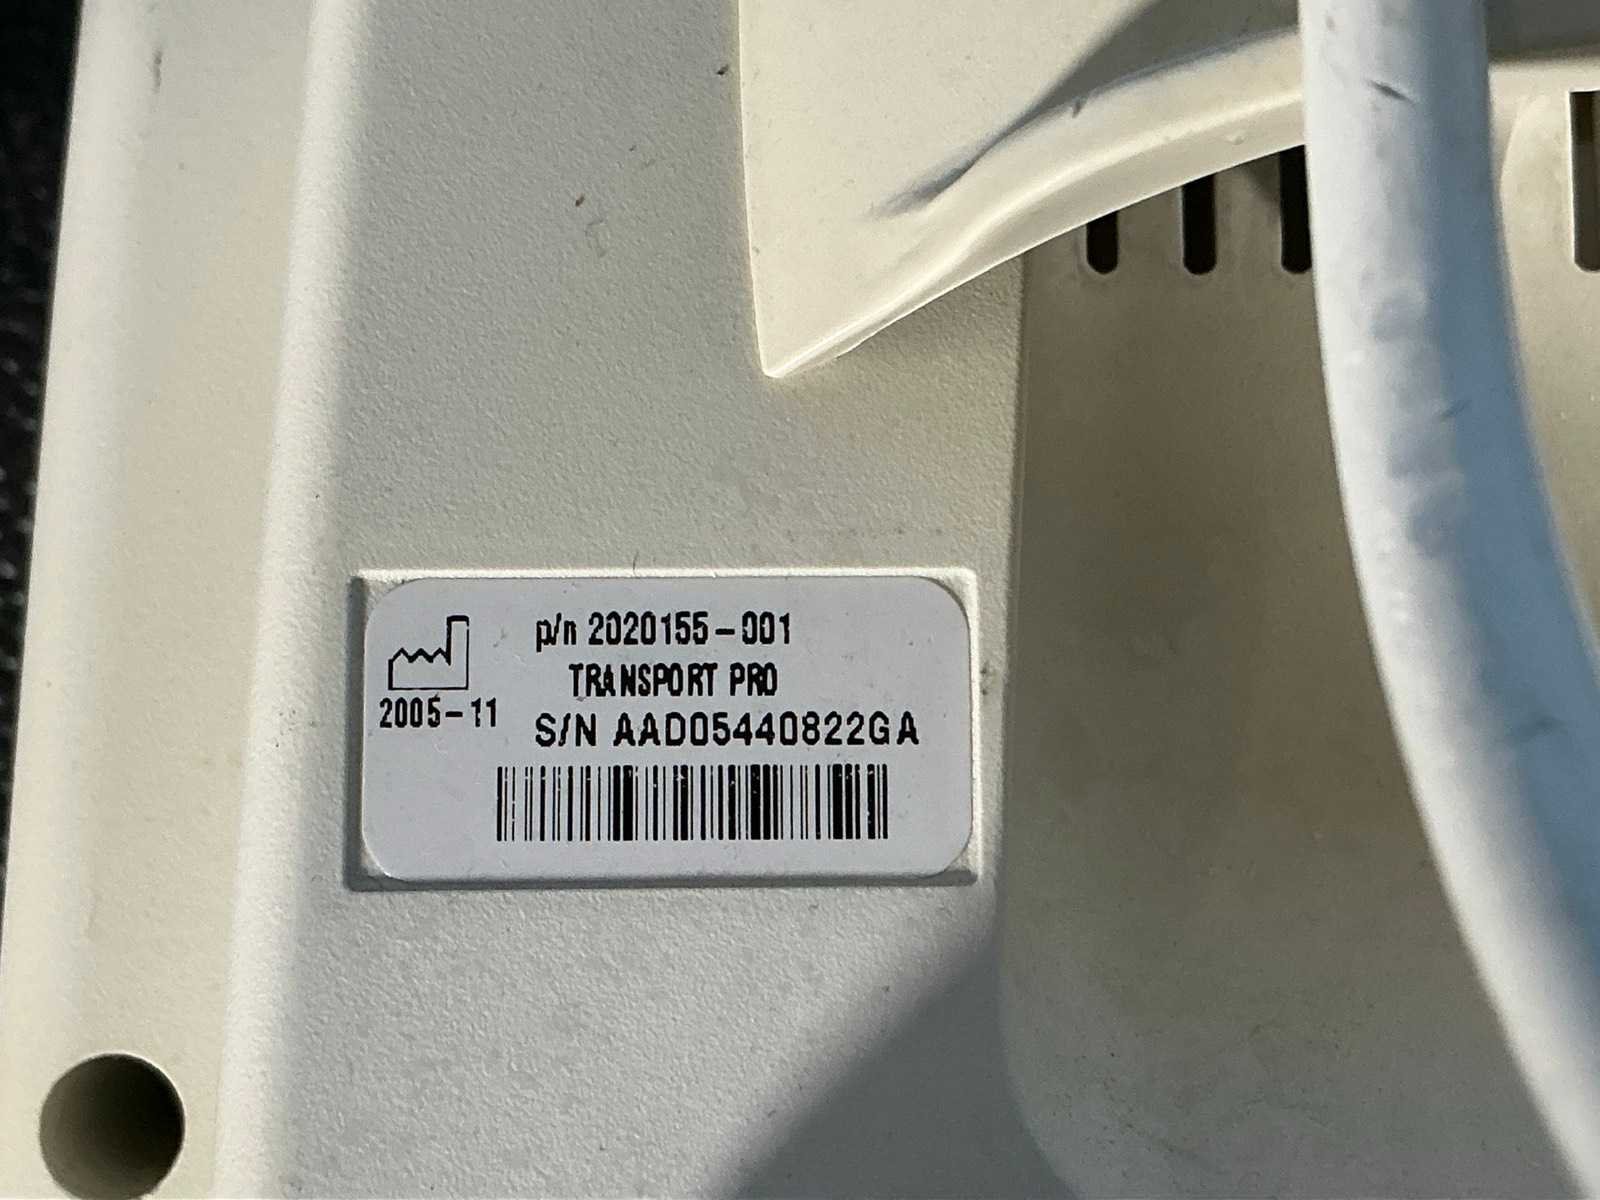 p/n 2020155-001
TRANSPORT PRO
2005-11
S/N AAD05440822GA